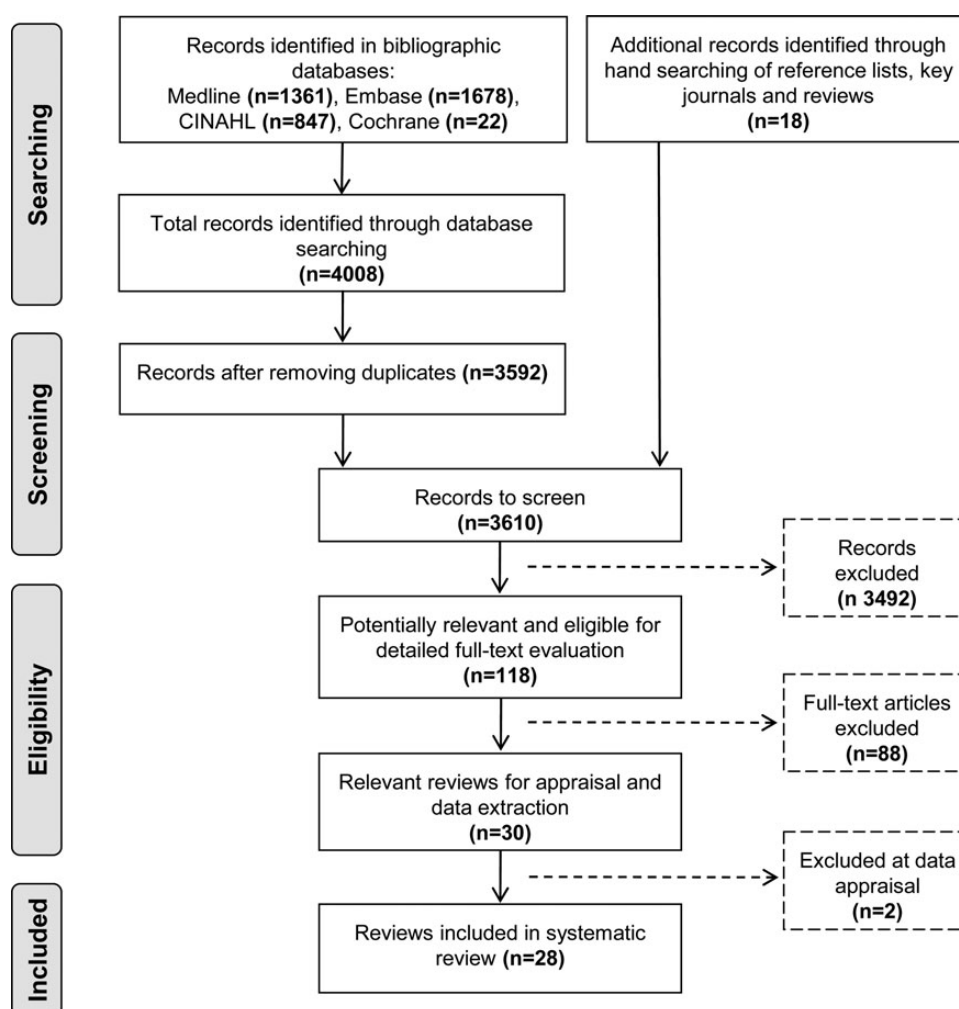 Searching
Records identified in bibliographic
databases:
Medline (n=1361), Embase (n=1678),
CINAHL (n=847), Cochrane (n=22)
Additional records identified through
hand searching of reference lists, key
journals and reviews
(n=18)
Total records identified through database
searching
(n=4008)
Screening
Records after removing duplicates (n=3592)
Records to screen
(n=3610)
Records
excluded
(n 3492)
Eligibility
Potentially relevant and eligible for
detailed full-text evaluation
(n=118)
Full-text articles
excluded
(n=88)
Relevant reviews for appraisal and
data extraction
(n=30)
Excluded at data
appraisal
(n=2)
Included
Reviews included in systematic
review (n=28)